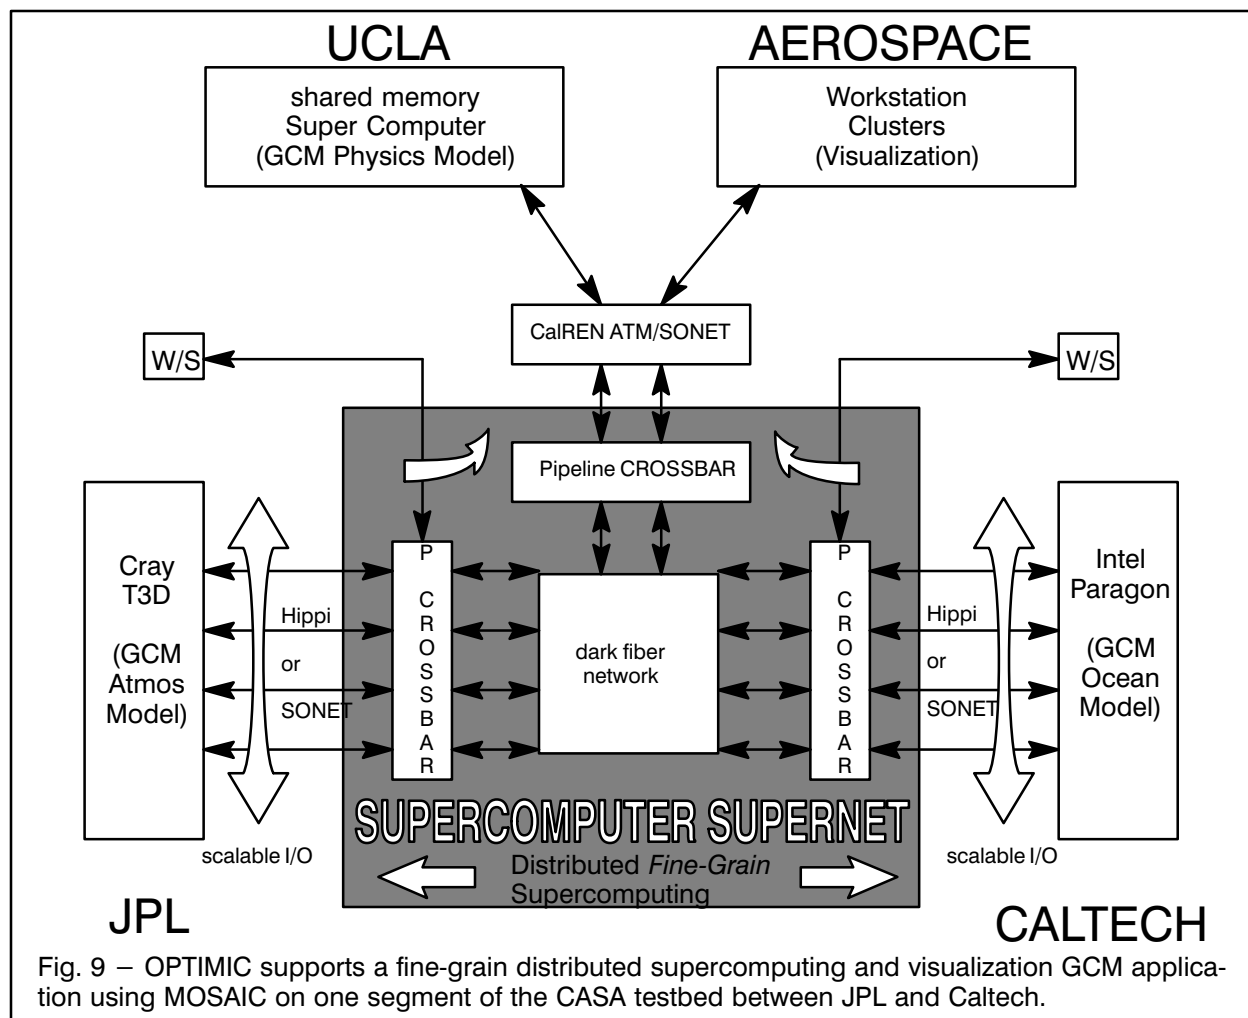 UCLA
AEROSPACE
shared memory
Super Computer
(GCM Physics Model)
Workstation
Clusters
(Visualization)
CalREN ATM/SONET
W/S
W/S
Pipeline CROSSBAR
Cray
T3D
(GCM
Atmos
Model)
Hippi
or
SONET
scalable I/O
P CROSSBAR
dark fiber
network
P CROSSBAR
Hippi
or
SONET
scalable I/O
Intel
Paragon
(GCM
Ocean
Model)
SUPERCOMPUTER SUPERNET
Distributed Fine-Grain
Supercomputing
JPL
CALTECH
Fig. 9 – OPTIMIC supports a fine-grain distributed supercomputing and visualization GCM applica-
tion using MOSAIC on one segment of the CASA testbed between JPL and Caltech.